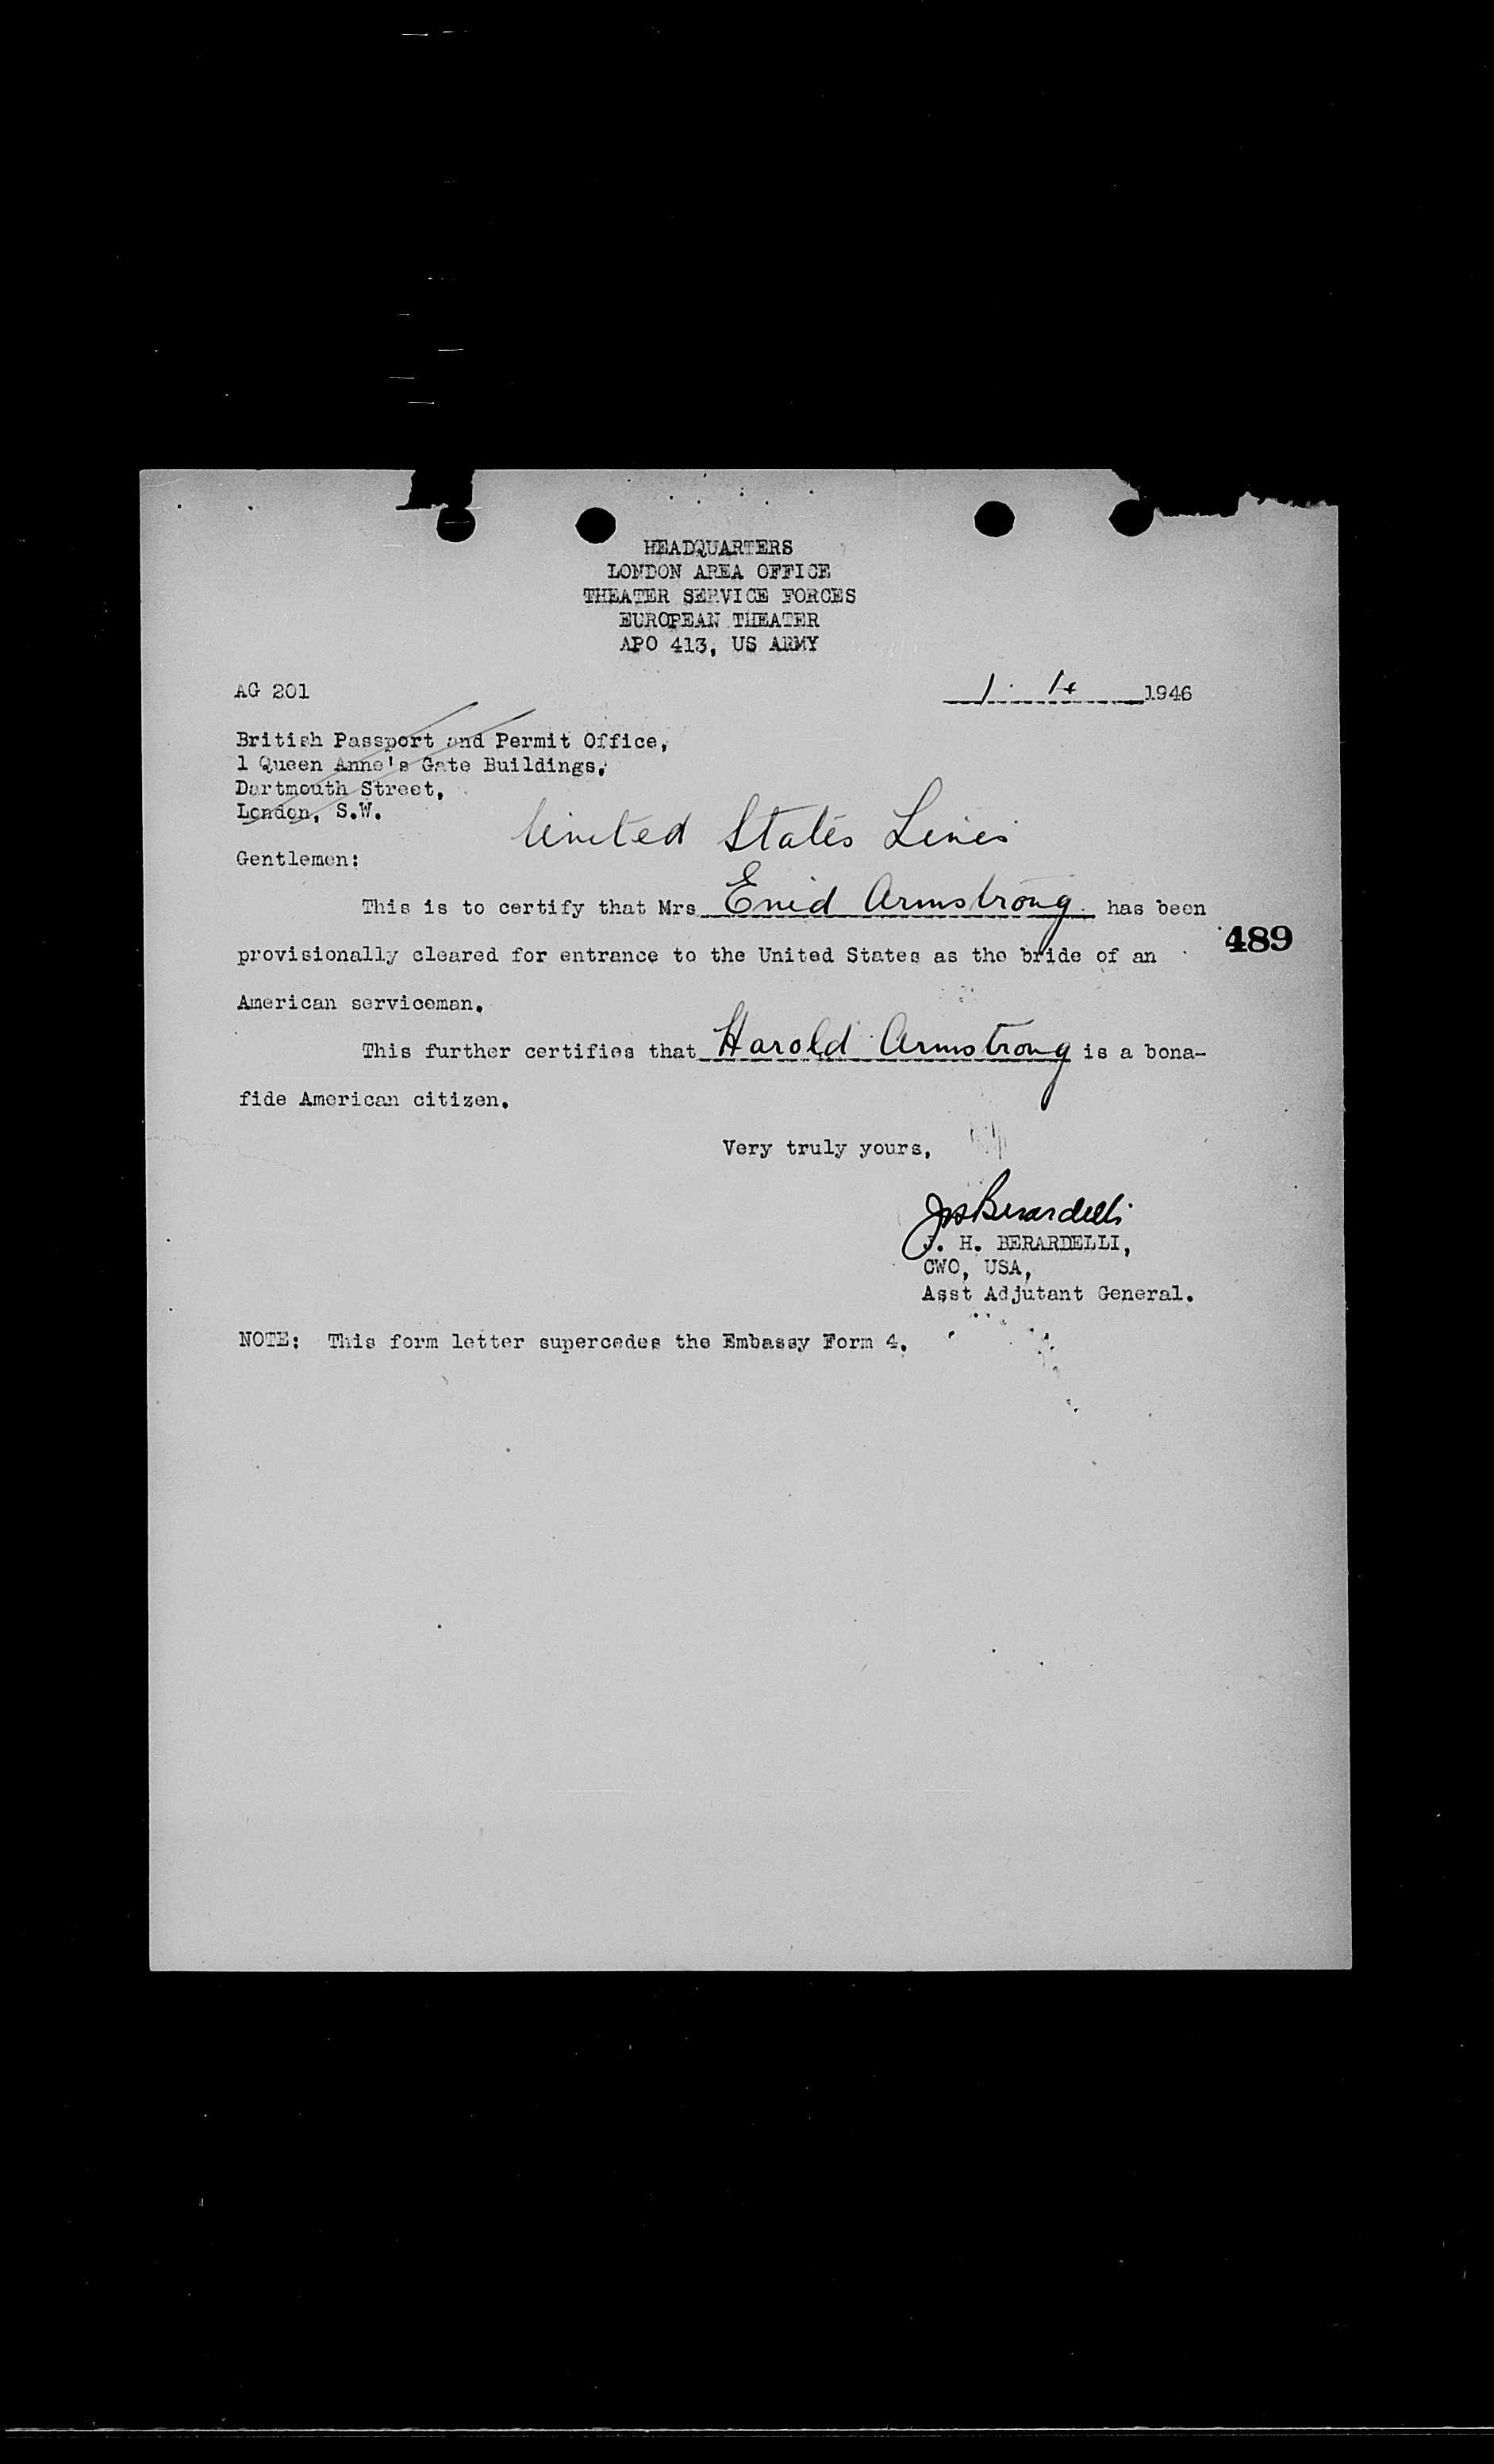 HEADQUARTERS
LONDON AREA OFFICE
THEATER SERVICE FORCES
EUROPEAN THEATER
APO 413, US ARMY
AG 201
1946
British Passport and Permit Office,
1 Queen Anne's Gate Buildings,
Dartmouth Street,
London, S.W.
United States Lines
Gentlemen:
This is to certify that Mrs Enid Armstrong has been
489
provisionally cleared for entrance to the United States as the bride of an
American serviceman.
This further certifies that Harold Armstrong is a bona-
fide American citizen.
Very truly yours,
JHBerardelli
J. H. BERARDELLI,
CWO, USA,
Asst Adjutant General.
NOTE: This form letter supercedes the Embassy Form 4.